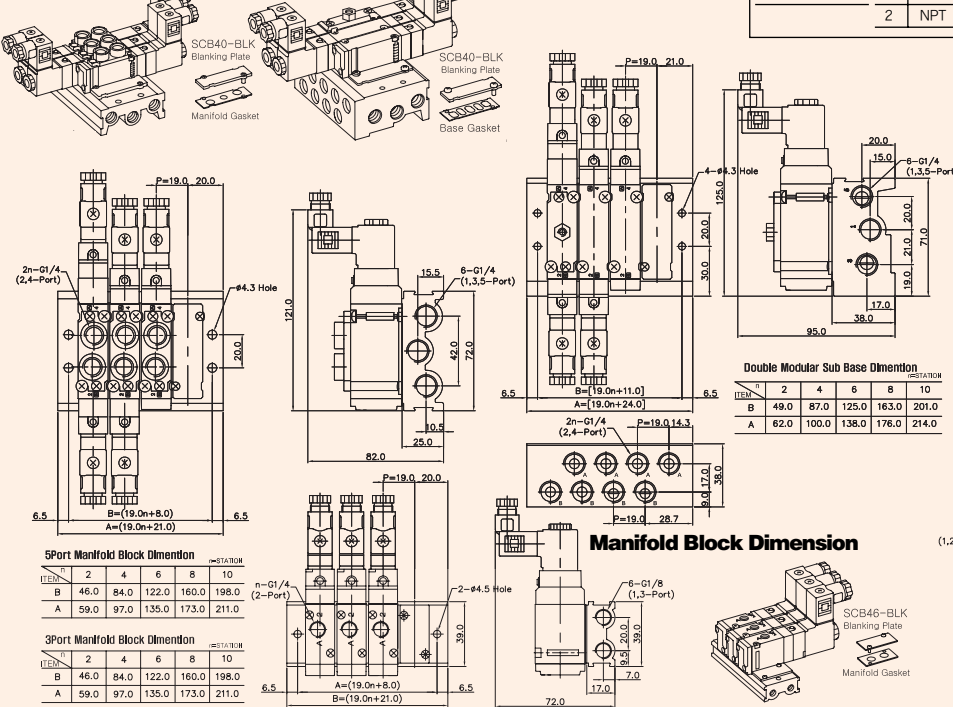 2 NPT
SCB40-BLK
Blanking Plate
Manifold Gasket
SCB40-BLK
Blanking Plate
Base Gasket
P=19.0 20.0
2n-G1/4
(2,4-Port)
ø4.3 Hole
20.0
6.5
B=(19.0n+8.0)
6.5
A=(19.0n+21.0)
121.0
15.5
6-G1/4
(1,3,5-Port)
42.0
72.0
10.5
25.0
82.0
P=19.0 21.0
4-ø4.3 Hole
20.0
30.0
6.5
B=[19.0n+11.0]
6.5
A=[19.0n+24.0]
125.0
20.0
15.0
6-G1/4
(1,3,5-Port
20.0
21.0
19.0
71.0
17.0
38.0
95.0
2n-G1/4
(2,4-Port)
P=19.0 14.3
A A A A
B B B B
9.0 17.0
38.0
P=19.0 28.7
Double Modular Sub Base Dimention
n=STATION
ITEM n 2 4 6 8 10
B 49.0 87.0 125.0 163.0 201.0
A 62.0 100.0 138.0 176.0 214.0
5Port Manifold Block Dimention
n=STATION
ITEM n 2 4 6 8 10
B 46.0 84.0 122.0 160.0 198.0
A 59.0 97.0 135.0 173.0 211.0
3Port Manifold Block Dimention
n=STATION
ITEM n 2 4 6 8 10
B 46.0 84.0 122.0 160.0 198.0
A 59.0 97.0 135.0 173.0 211.0
P=19.0 20.0
n-G1/4
(2-Port)
2-ø4.5 Hole
39.0
6.5
A=(19.0n+8.0)
6.5
B=(19.0n+21.0)
Manifold Block Dimension
6-G1/8
(1,3-Port)
9.5 20.0
39.0
7.0
17.0
72.0
(1,2
SCB46-BLK
Blanking Plate
Manifold Gasket